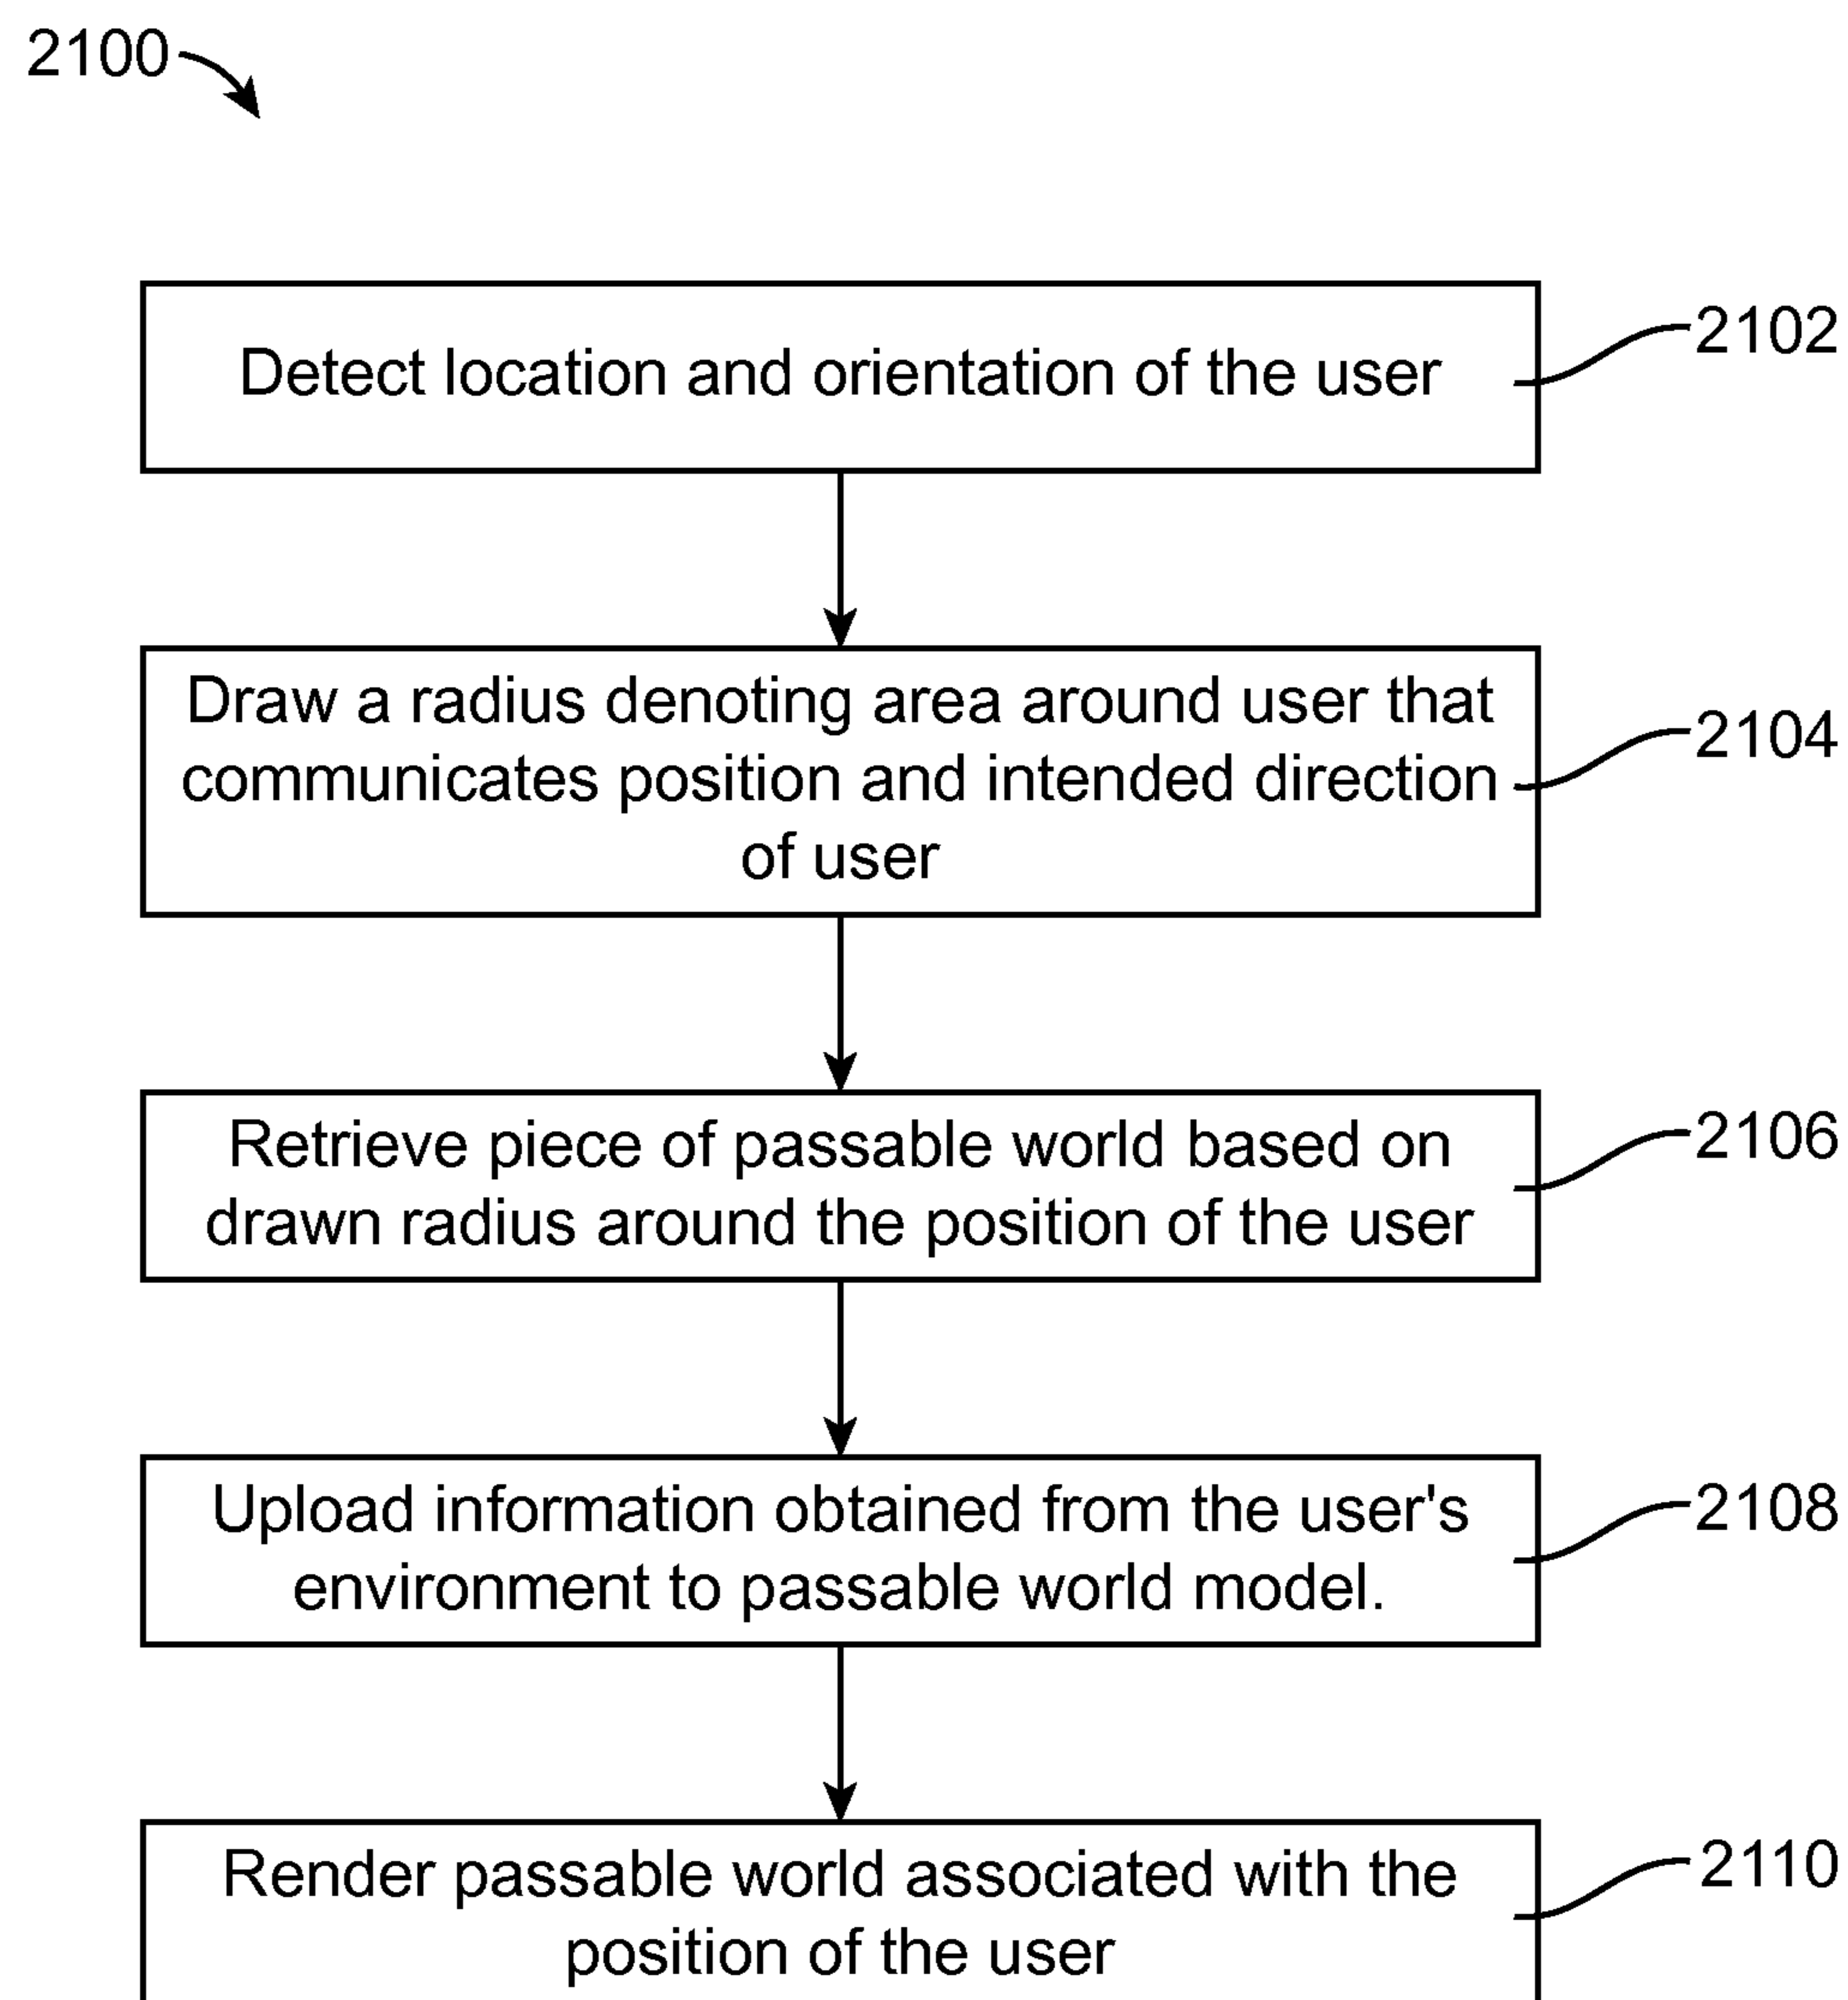 2100
Detect location and orientation of the user
2102
Draw a radius denoting area around user that
communicates position and intended direction
of user
2104
Retrieve piece of passable world based on
drawn radius around the position of the user
2106
Upload information obtained from the user's
environment to passable world model.
2108
Render passable world associated with the
position of the user
2110